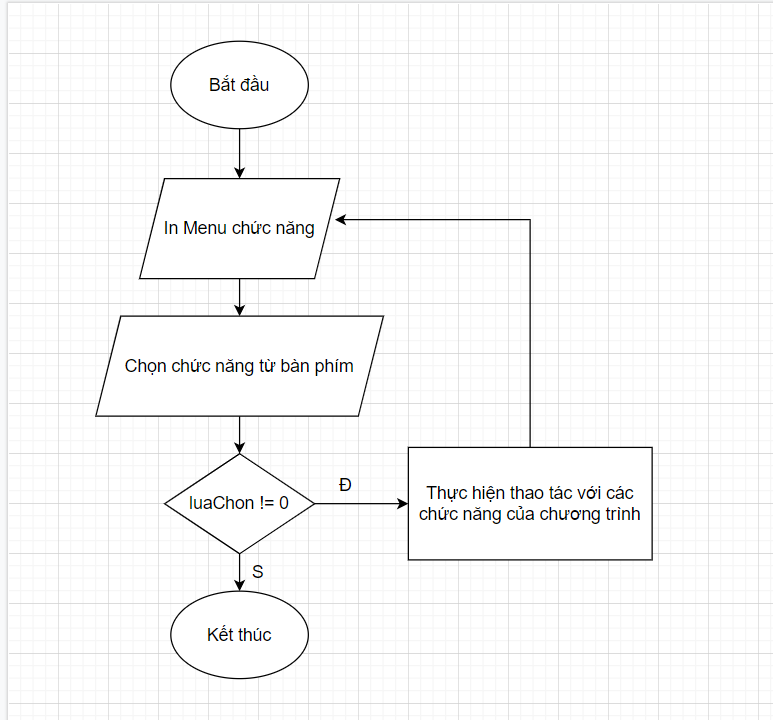 Bắt đầu
In Menu chức năng
Chọn chức năng từ bàn phím
luaChon != 0
Đ
Thực hiện thao tác với các
chức năng của chương trình
S
Kết thúc